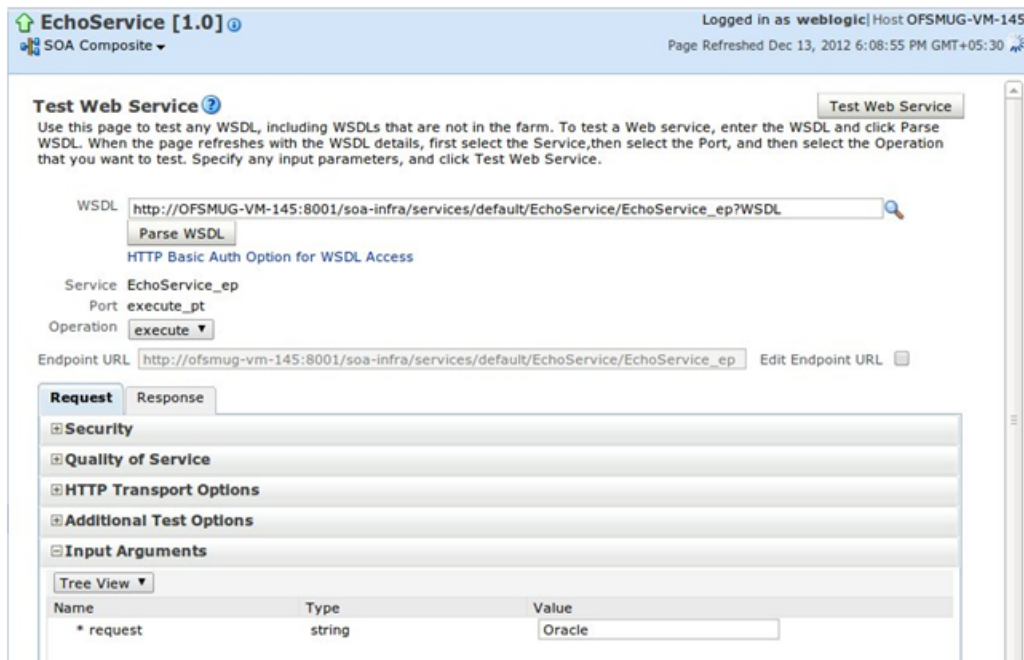 EchoService [1.0]
Logged in as weblogic|Host OFSMUG-VM-145
SOA Composite
Page Refreshed Dec 13, 2012 6:08:55 PM GMT+05:30
Test Web Service
Test Web Service
Use this page to test any WSDL, including WSDLs that are not in the farm. To test a Web service, enter the WSDL and click Parse
WSDL. When the page refreshes with the WSDL details, first select the Service,then select the Port, and then select the Operation
that you want to test. Specify any input parameters, and click Test Web Service.
WSDL http://OFSMUG-VM-145:8001/soa-infra/services/default/EchoService/EchoService_ep?WSDL
Parse WSDL
HTTP Basic Auth Option for WSDL Access
Service EchoService_ep
Port execute_pt
Operation execute
Endpoint URL http://ofsmug-vm-145:8001/soa-infra/services/default/EchoService/EchoService_ep Edit Endpoint URL
Request Response
Security
Quality of Service
HTTP Transport Options
Additional Test Options
Input Arguments
Tree View
Name Type Value
* request string Oracle